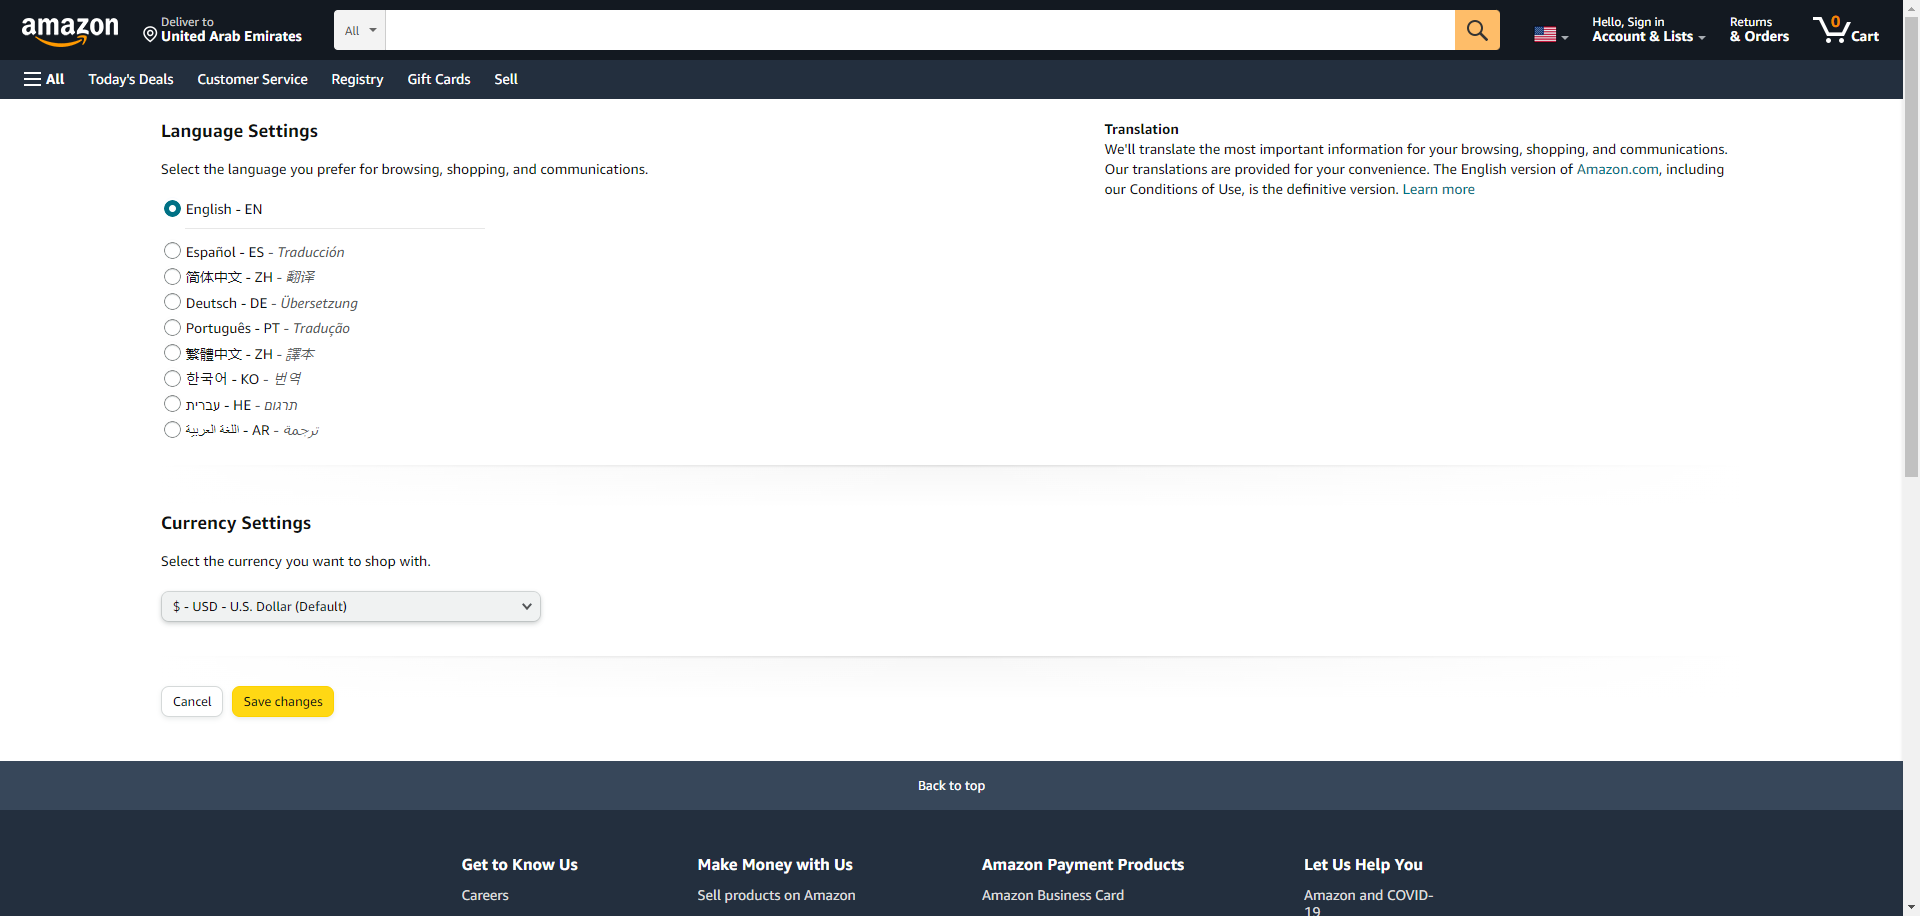 amazon
Deliver to
United Arab Emirates
All
Hello, Sign in
Account & Lists
Returns
& Orders
0
Cart
All
Today's Deals
Customer Service
Registry
Gift Cards
Sell
Language Settings
Select the language you prefer for browsing, shopping, and communications.
English - EN
Español - ES - Traducción
简体中文 - ZH - 翻译
Deutsch - DE - Übersetzung
Português - PT - Tradução
繁體中文 - ZH - 譯本
한국어 - KO - 번역
עברית - HE - תרגום
اللغة العربية - AR - ترجمة
Translation
We'll translate the most important information for your browsing, shopping, and communications.
Our translations are provided for your convenience. The English version of Amazon.com, including
our Conditions of Use, is the definitive version. Learn more
Currency Settings
Select the currency you want to shop with.
$ - USD - U.S. Dollar (Default)
Cancel
Save changes
Back to top
Get to Know Us
Careers
Make Money with Us
Sell products on Amazon
Amazon Payment Products
Amazon Business Card
Let Us Help You
Amazon and COVID-
19